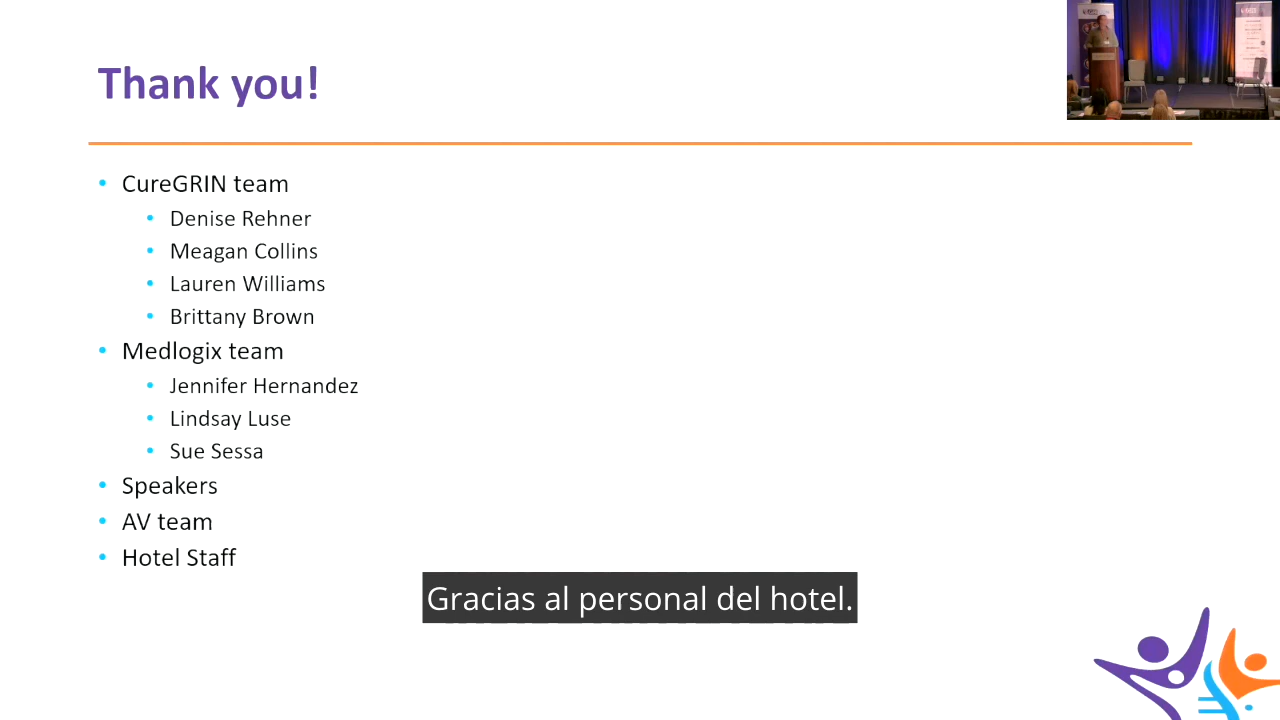 Thank you!
CureGRIN team
Denise Rehner
Meagan Collins
Lauren Williams
Brittany Brown
Medlogix team
Jennifer Hernandez
Lindsay Luse
Sue Sessa
Speakers
AV team
Hotel Staff
Gracias al personal del hotel.